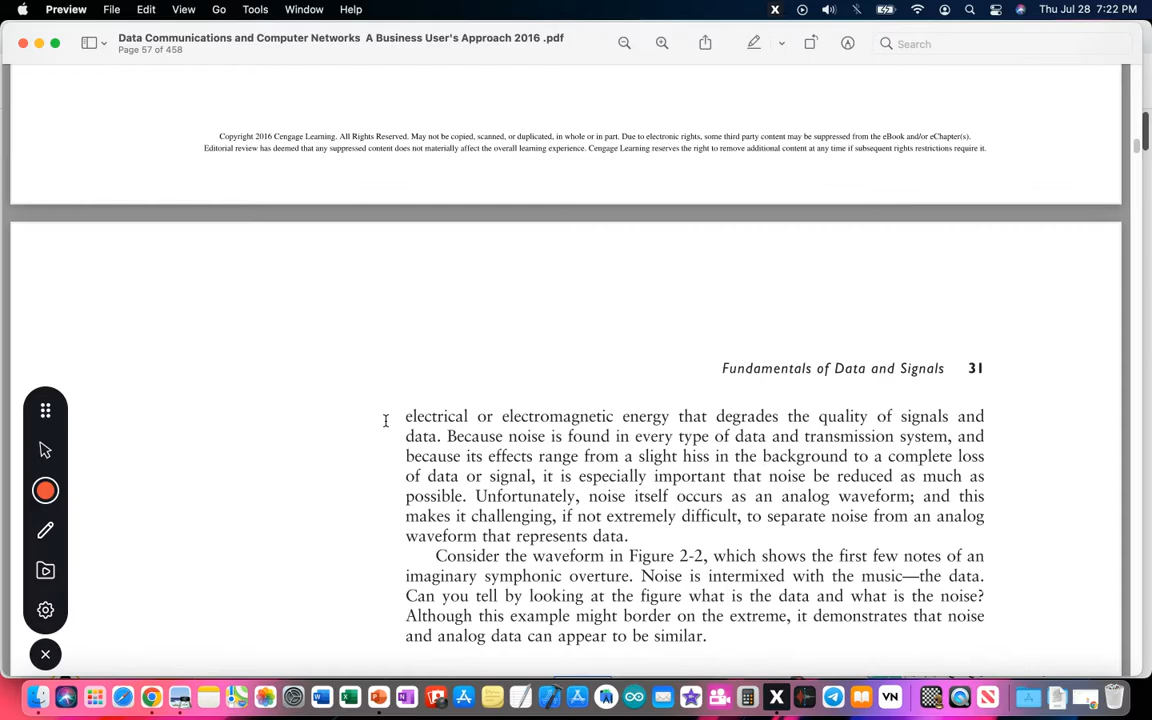 Preview File Edit View Go Tools Window Help X Thu Jul 28 7:22 PM
Data Communications and Computer Networks A Business User's Approach 2016 .pdf
Page 57 of 458
Search
Copyright 2016 Cengage Learning. All Rights Reserved. May not be copied, scanned, or duplicated, in whole or in part. Due to electronic rights, some third party content may be suppressed from the eBook and/or eChapter(s).
Editorial review has deemed that any suppressed content does not materially affect the overall learning experience. Cengage Learning reserves the right to remove additional content at any time if subsequent rights restrictions require it.
Fundamentals of Data and Signals 31
electrical or electromagnetic energy that degrades the quality of signals and
data. Because noise is found in every type of data and transmission system, and
because its effects range from a slight hiss in the background to a complete loss
of data or signal, it is especially important that noise be reduced as much as
possible. Unfortunately, noise itself occurs as an analog waveform; and this
makes it challenging, if not extremely difficult, to separate noise from an analog
waveform that represents data.
Consider the waveform in Figure 2-2, which shows the first few notes of an
imaginary symphonic overture. Noise is intermixed with the music—the data.
Can you tell by looking at the figure what is the data and what is the noise?
Although this example might border on the extreme, it demonstrates that noise
and analog data can appear to be similar.
VN